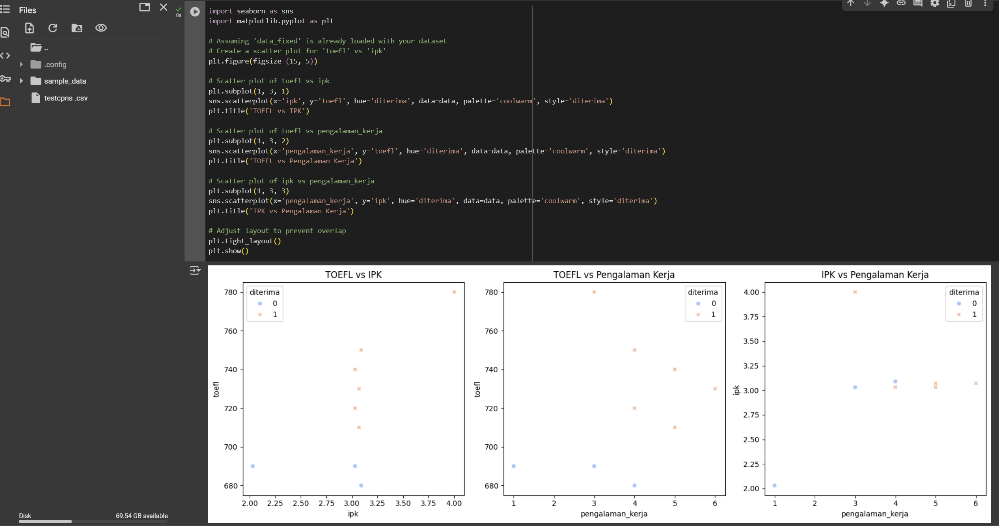 Files
..
.config
sample_data
testcpns .csv
Disk
69.54 GB available
0s
import seaborn as sns
import matplotlib.pyplot as plt
# Assuming 'data_fixed' is already loaded with your dataset
# Create a scatter plot for 'toefl' vs 'ipk'
plt.figure(figsize=(15, 5))
# Scatter plot of toefl vs ipk
plt.subplot(1, 3, 1)
sns.scatterplot(x='ipk', y='toefl', hue='diterima', data=data, palette='coolwarm', style='diterima')
plt.title('TOEFL vs IPK')
# Scatter plot of toefl vs pengalaman_kerja
plt.subplot(1, 3, 2)
sns.scatterplot(x='pengalaman_kerja', y='toefl', hue='diterima', data=data, palette='coolwarm', style='diterima')
plt.title('TOEFL vs Pengalaman Kerja')
# Scatter plot of ipk vs pengalaman_kerja
plt.subplot(1, 3, 3)
sns.scatterplot(x='pengalaman_kerja', y='ipk', hue='diterima', data=data, palette='coolwarm', style='diterima')
plt.title('IPK vs Pengalaman Kerja')
# Adjust layout to prevent overlap
plt.tight_layout()
plt.show()
TOEFL vs IPK
diterima
0
1
780
760
740
720
700
680
toefl
2.00 2.25 2.50 2.75 3.00 3.25 3.50 3.75 4.00
ipk
TOEFL vs Pengalaman Kerja
diterima
0
1
780
760
740
720
700
680
toefl
1 2 3 4 5 6
pengalaman_kerja
IPK vs Pengalaman Kerja
diterima
0
1
4.00
3.75
3.50
3.25
3.00
2.75
2.50
2.25
2.00
ipk
1 2 3 4 5 6
pengalaman_kerja